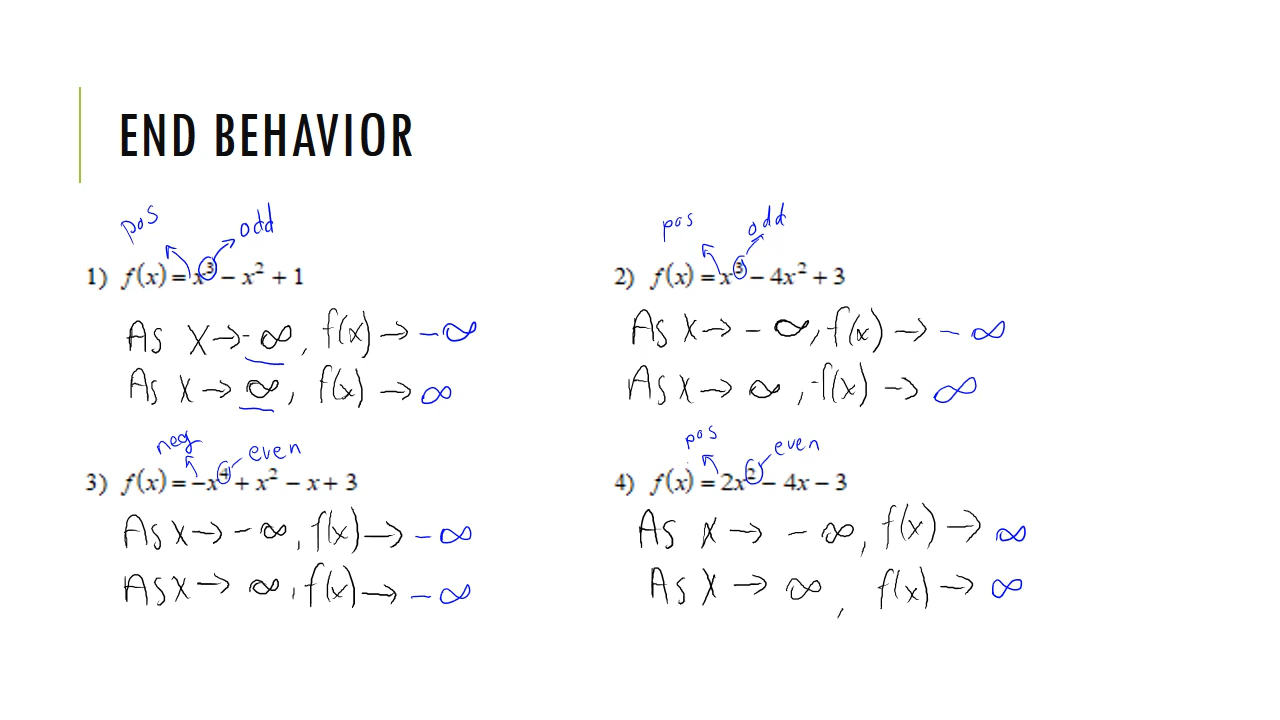 END BEHAVIOR
pos odd
1) f(x) = x³ − x² + 1
As x → -∞, f(x) → -∞
As x → ∞, f(x) → ∞
pos odd
2) f(x) = x³ − 4x² + 3
As x → -∞, f(x) → -∞
As x → ∞, f(x) → ∞
neg even
3) f(x) = −x⁴ + x² − x + 3
As x → -∞, f(x) → -∞
As x → ∞, f(x) → -∞
pos even
4) f(x) = 2x² − 4x − 3
As x → -∞, f(x) → ∞
As x → ∞, f(x) → ∞